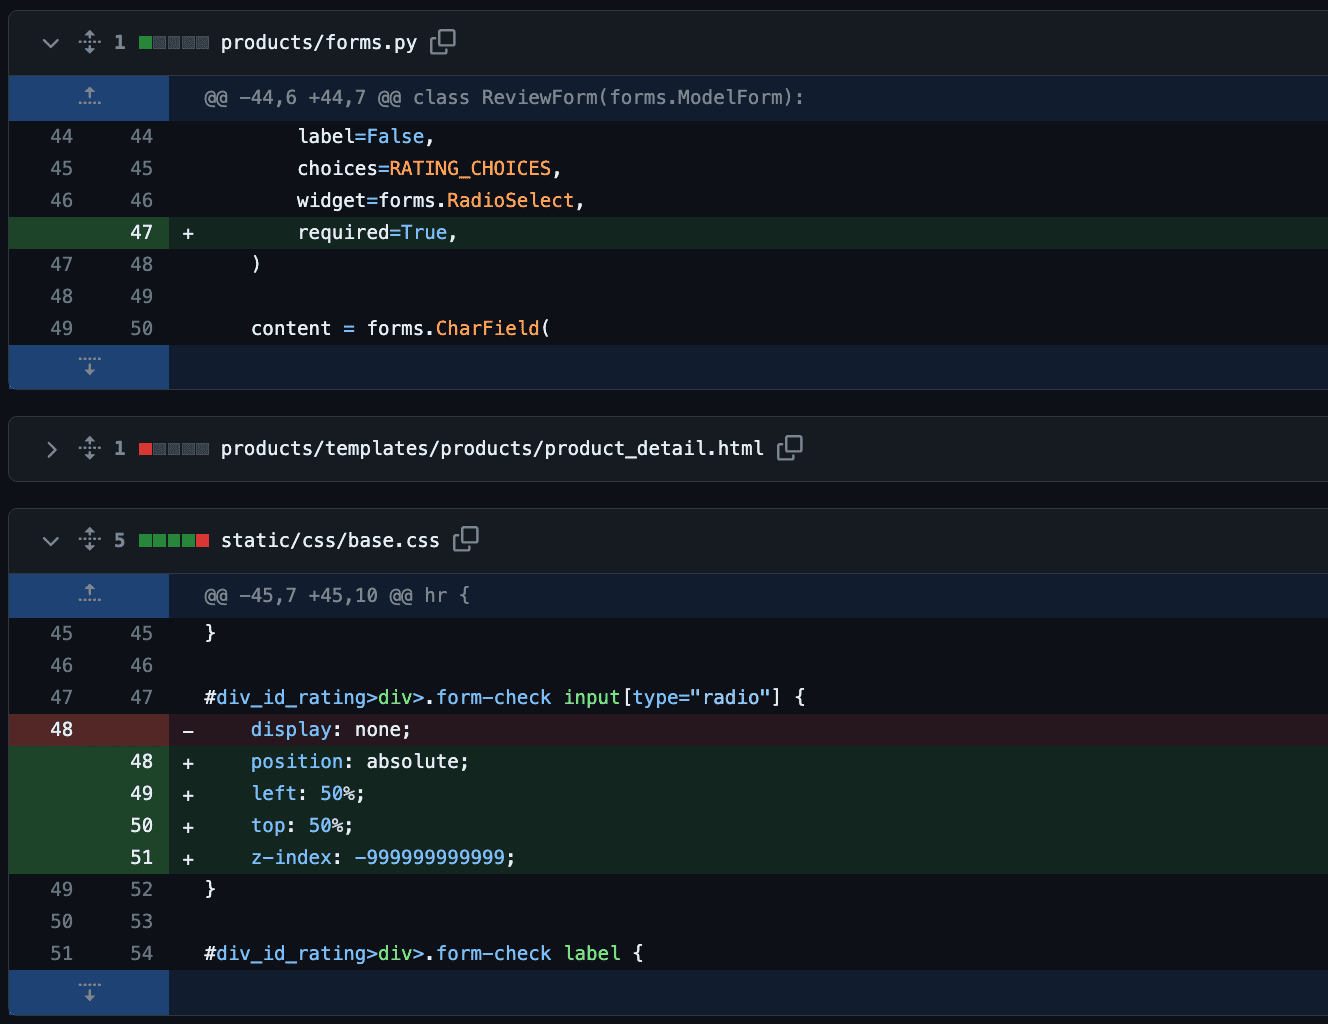 1 products/forms.py
@@ -44,6 +44,7 @@ class ReviewForm(forms.ModelForm):
44 44 label=False,
45 45 choices=RATING_CHOICES,
46 46 widget=forms.RadioSelect,
47 + required=True,
47 48 )
48 49
49 50 content = forms.CharField(
1 products/templates/products/product_detail.html
5 static/css/base.css
@@ -45,7 +45,10 @@ hr {
45 45 }
46 46
47 47 #div_id_rating>div>.form-check input[type="radio"] {
48 - display: none;
48 + position: absolute;
49 + left: 50%;
50 + top: 50%;
51 + z-index: -999999999999;
49 52 }
50 53
51 54 #div_id_rating>div>.form-check label {